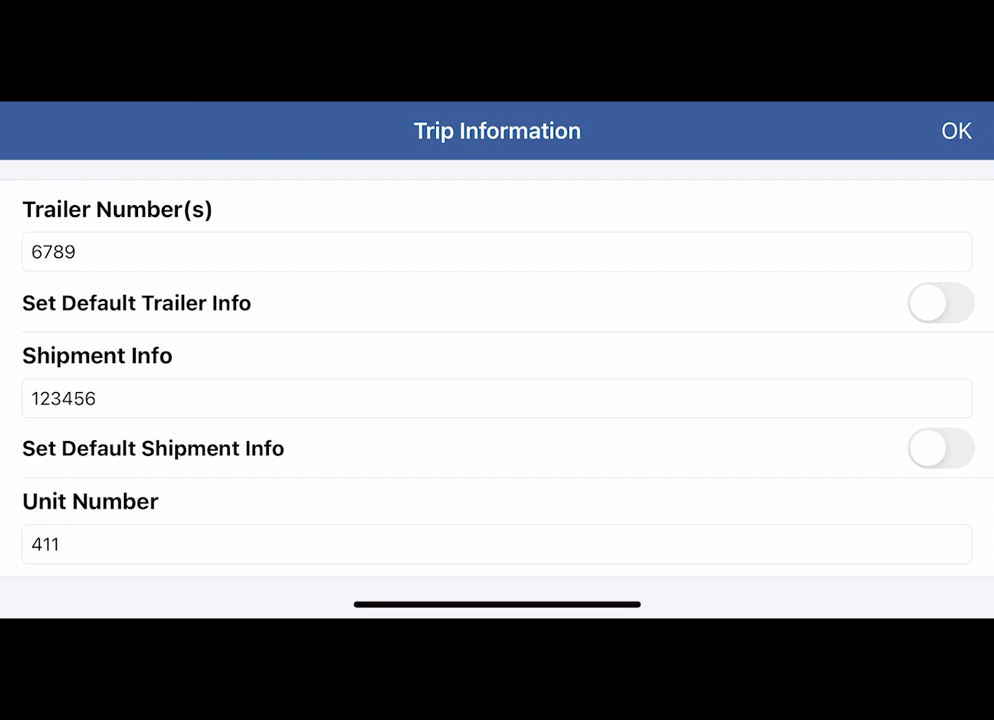 Trip Information
OK
Trailer Number(s)
6789
Set Default Trailer Info
Shipment Info
123456
Set Default Shipment Info
Unit Number
411